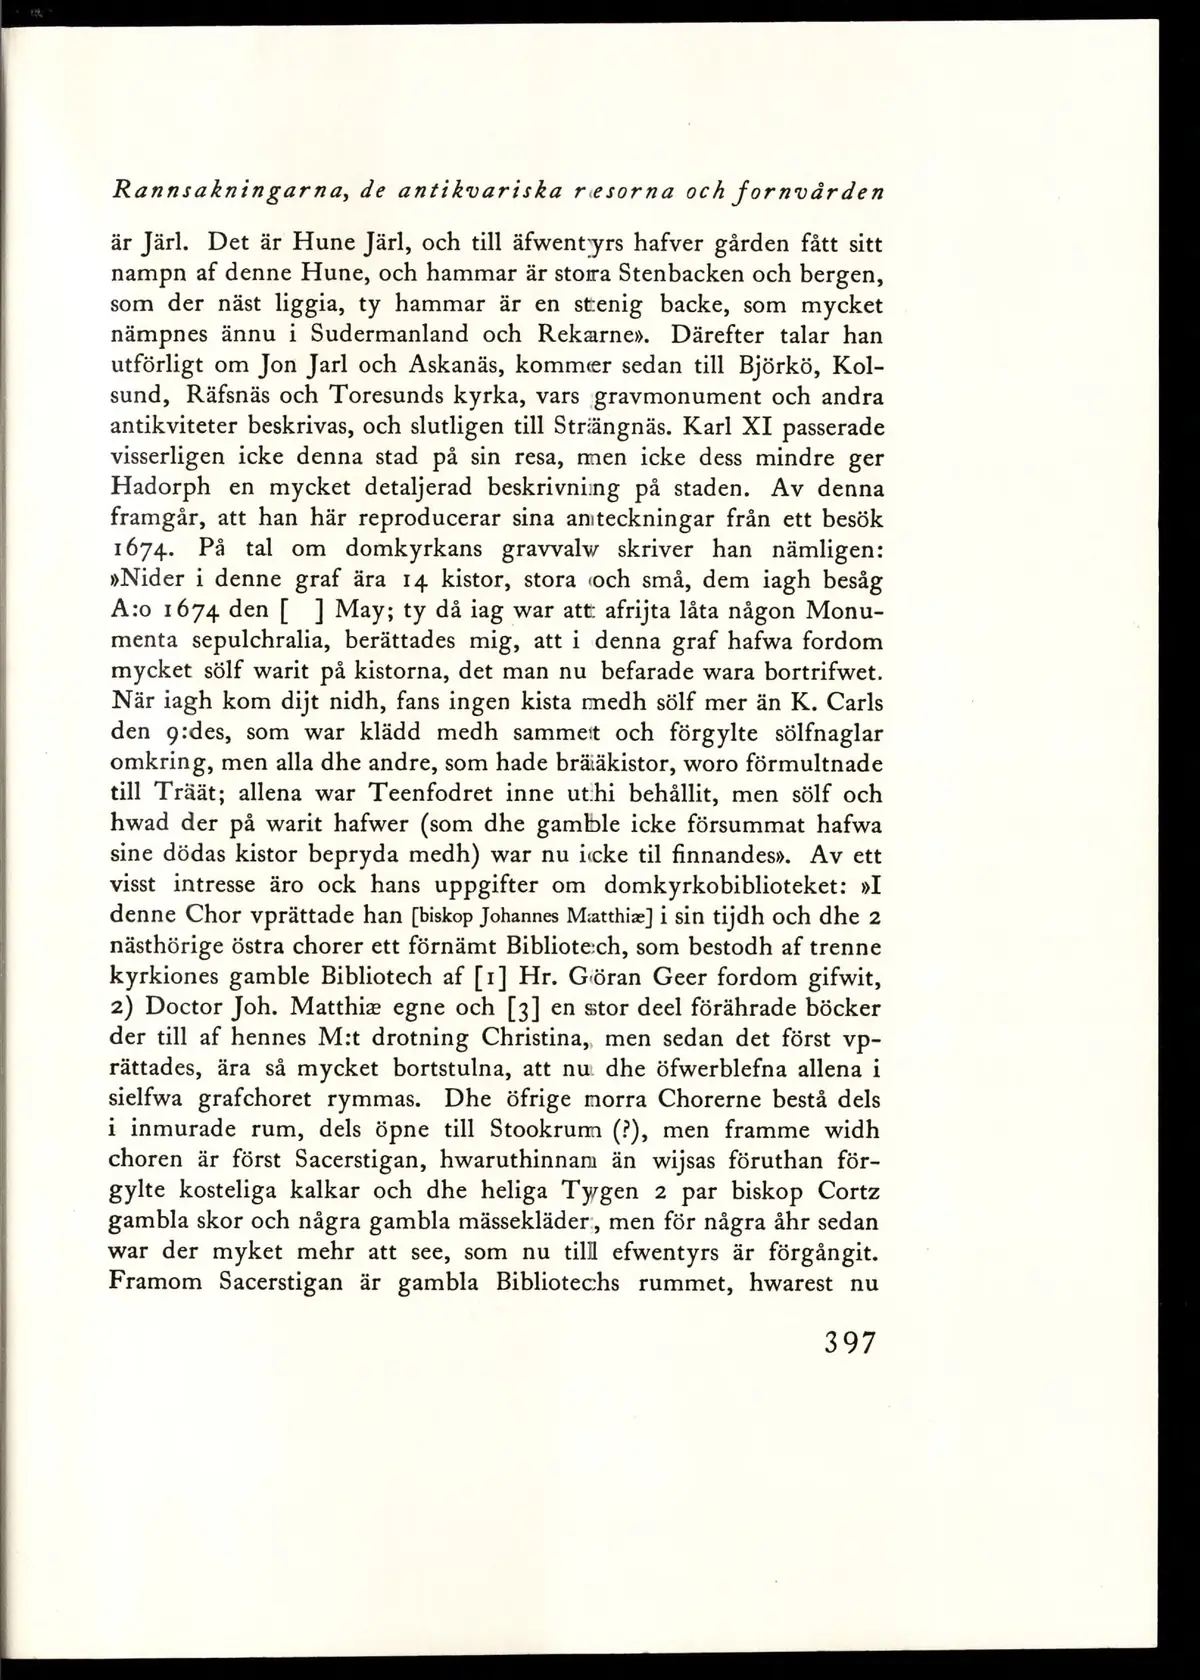 Rannsakningarna, de antikvariska resorna och fornvården
är Järl. Det är Hune Järl, och till äfwentyrs hafver gården fått sitt
nampn af denne Hune, och hammar är stora Stenbacken och bergen,
som der näst liggia, ty hammar är en stenig backe, som mycket
nämpnes ännu i Sudermanland och Rekarne». Därefter talar han
utförligt om Jon Jarl och Askanäs, kommer sedan till Björkö, Kol-
sund, Räfsnäs och Toresunds kyrka, vars gravmonument och andra
antikviteter beskrivas, och slutligen till Strängnäs. Karl XI passerade
visserligen icke denna stad på sin resa, men icke dess mindre ger
Hadorph en mycket detaljerad beskrivning på staden. Av denna
framgår, att han här reproducerar sina anteckningar från ett besök
1674. På tal om domkyrkans gravvalv skriver han nämligen:
»Nider i denne graf ära 14 kistor, stora och små, dem iagh besåg
A:o 1674 den [ ] May; ty då iag war att afrijta låta någon Monu-
menta sepulchralia, berättades mig, att i denna graf hafwa fordom
mycket sölf warit på kistorna, det man nu befarade wara bortrifwet.
När iagh kom dijt nidh, fans ingen kista medh sölf mer än K. Carls
den 9:des, som war klädd medh sammett och förgylte sölfnaglar
omkring, men alla dhe andre, som hade bräåkistor, woro förmultnade
till Träät; allena war Teenfodret inne uthi behållit, men sölf och
hwad der på warit hafwer (som dhe gamble icke försummat hafwa
sine dödas kistor bepryda medh) war nu icke til finnandes». Av ett
visst intresse äro ock hans uppgifter om domkyrkobiblioteket: »I
denne Chor vprättade han [biskop Johannes Matthiæ] i sin tijdh och dhe 2
nästhörige östra chorer ett förnämt Bibliotech, som bestodh af trenne
kyrkiones gamble Bibliotech af [1] Hr. Göran Geer fordom gifwit,
2) Doctor Joh. Matthiæ egne och [3] en stor deel förährade böcker
der till af hennes M:t drotning Christina, men sedan det först vp-
rättades, ära så mycket bortstulna, att nu dhe öfwerblefna allena i
sielfwa grafchoret rymmas. Dhe öfrige norra Chorerne bestå dels
i inmurade rum, dels öpne till Stookrum (?), men framme widh
choren är först Sacerstigan, hwaruthinnan än wijsas föruthan för-
gylte kosteliga kalkar och dhe heliga Tygen 2 par biskop Cortz
gambla skor och några gambla mässekläder, men för några åhr sedan
war der myket mehr att see, som nu till efwentyrs är förgångit.
Framom Sacerstigan är gambla Bibliotechs rummet, hwarest nu
397